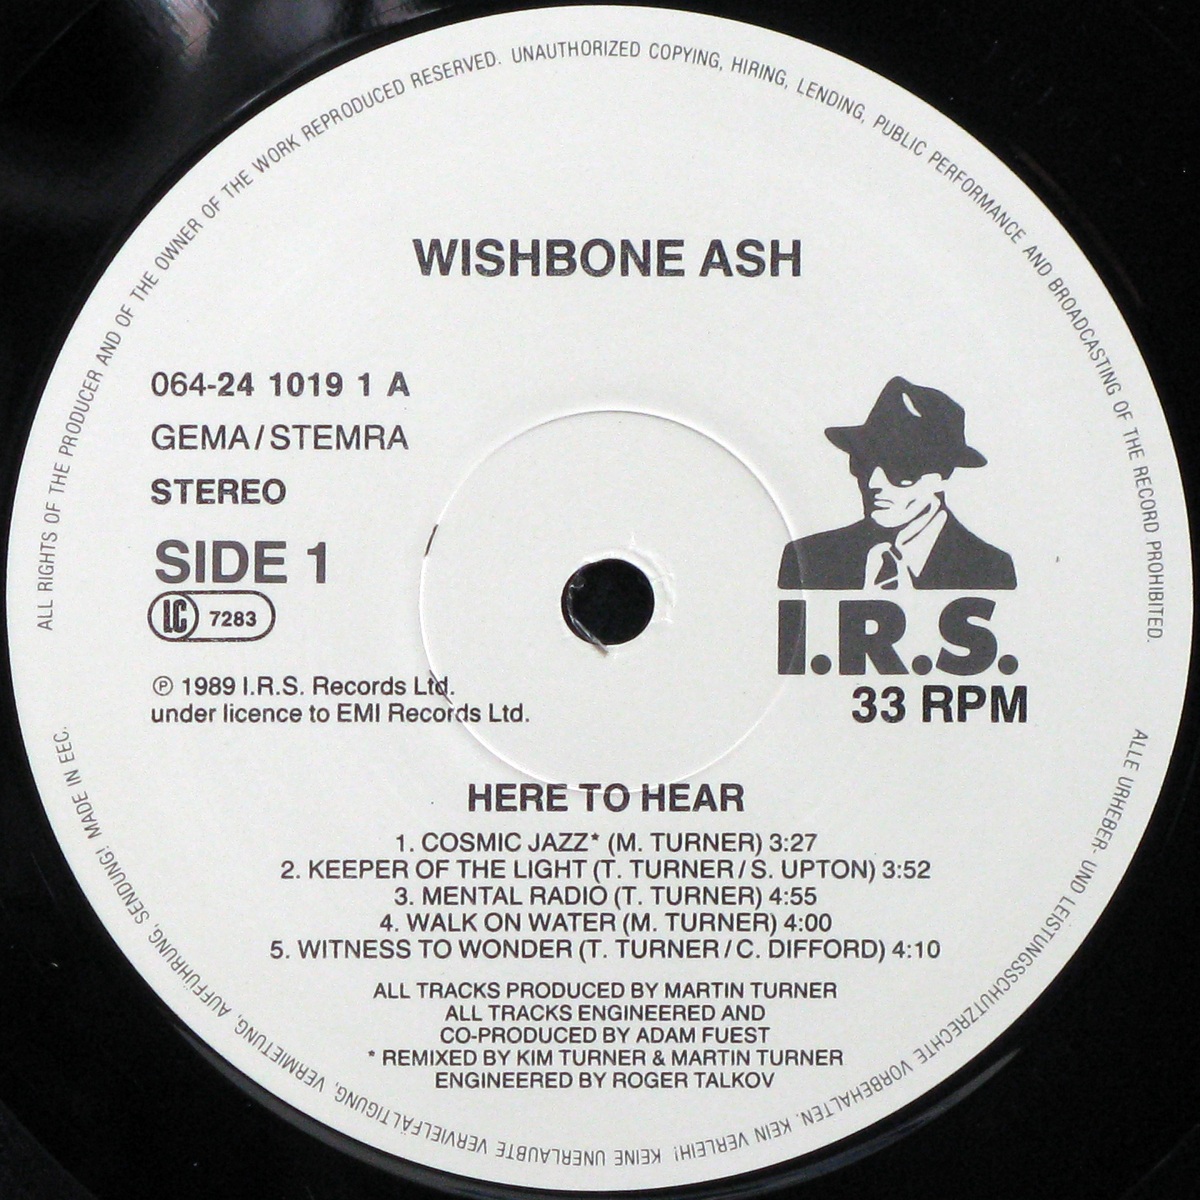 ALL RIGHTS OF THE PRODUCER AND OF THE OWNER OF THE WORK REPRODUCED RESERVED. UNAUTHORIZED COPYING, HIRING, LENDING, PUBLIC PERFORMANCE AND BROADCASTING OF THE RECORD PROHIBITED.
WISHBONE ASH
064-24 1019 1 A
GEMA/STEMRA
STEREO
SIDE 1
LC 7283
℗ 1989 I.R.S. Records Ltd.
under licence to EMI Records Ltd.
I.R.S.
33 RPM
HERE TO HEAR
1. COSMIC JAZZ* (M. TURNER) 3:27
2. KEEPER OF THE LIGHT (T. TURNER/S. UPTON) 3:52
3. MENTAL RADIO (T. TURNER) 4:55
4. WALK ON WATER (M. TURNER) 4:00
5. WITNESS TO WONDER (T. TURNER/C. DIFFORD) 4:10
ALL TRACKS PRODUCED BY MARTIN TURNER
ALL TRACKS ENGINEERED AND
CO-PRODUCED BY ADAM FUEST
* REMIXED BY KIM TURNER & MARTIN TURNER
ENGINEERED BY ROGER TALKOV
ALLE URHEBER- UND LEISTUNGSSCHUTZRECHTE VORBEHALTEN. KEIN VERLEIH! KEINE UNERLAUBTE VERVIELFÄLTIGUNG, VERMIETUNG, AUFFÜHRUNG, SENDUNG! MADE IN EEC.